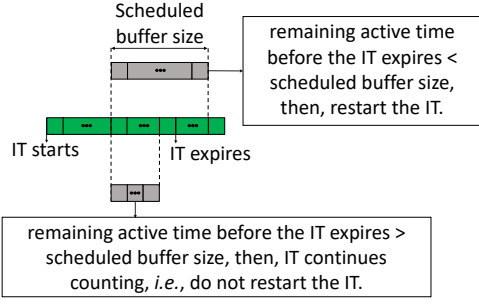 Scheduled
buffer size
remaining active time
before the IT expires <
scheduled buffer size,
then, restart the IT.
•••
••• ••• •••
IT starts
IT expires
•••
remaining active time before the IT expires >
scheduled buffer size, then, IT continues
counting, i.e., do not restart the IT.